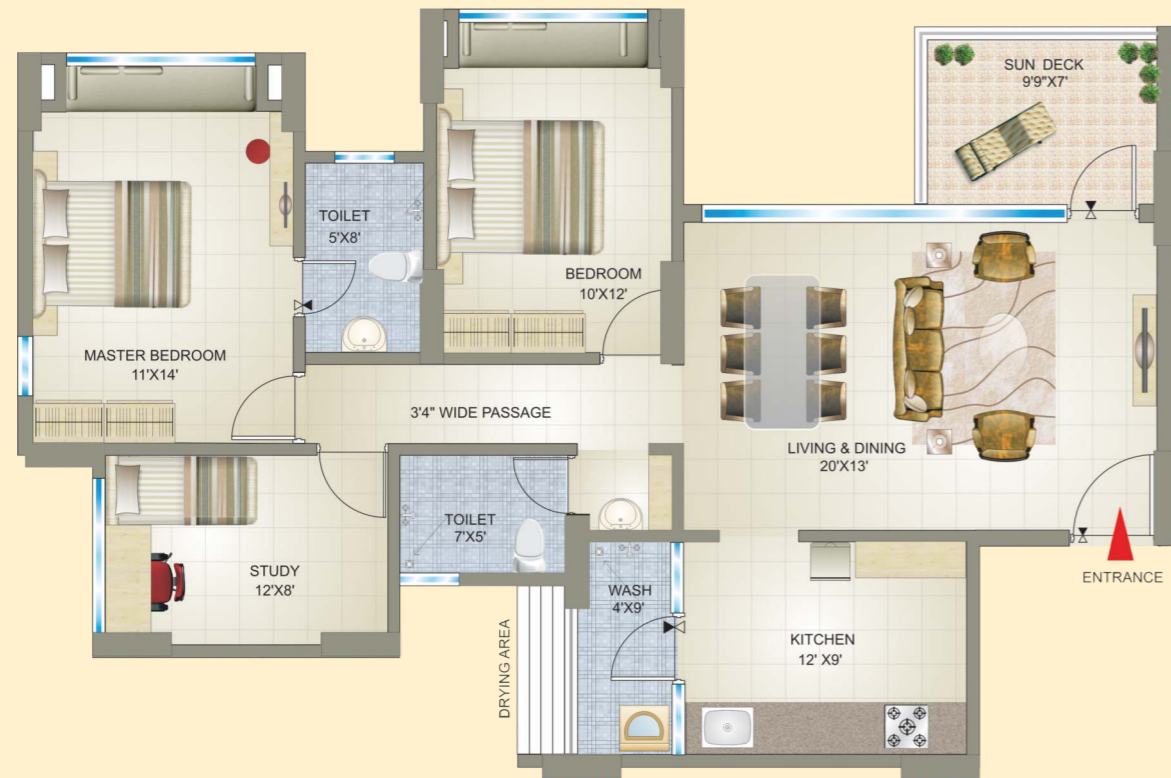 SUN DECK
9'9"X7'
TOILET
5'X8'
BEDROOM
10'X12'
MASTER BEDROOM
11'X14'
3'4" WIDE PASSAGE
LIVING & DINING
20'X13'
TOILET
7'X5'
STUDY
12'X8'
WASH
4'X9'
ENTRANCE
KITCHEN
12' X9'
DRYING AREA